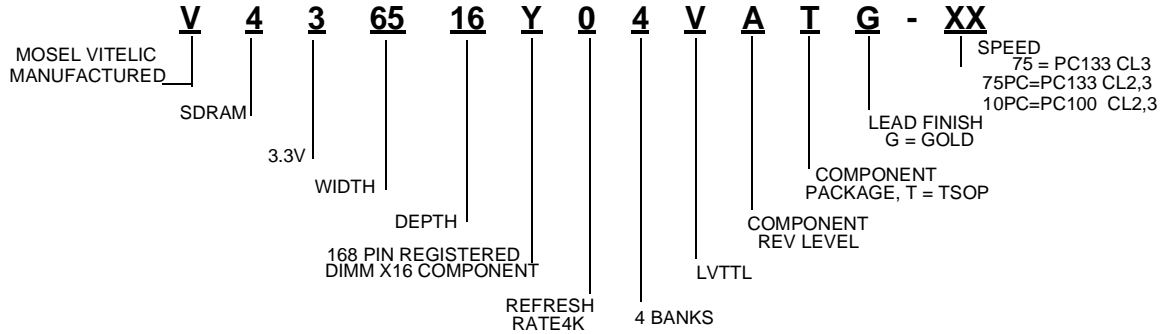 V 4 3 65 16 Y 0 4 V A T G - XX
MOSEL VITELIC
MANUFACTURED
SDRAM
3.3V
WIDTH
DEPTH
168 PIN REGISTERED
DIMM X16 COMPONENT
REFRESH
RATE4K
4 BANKS
LVTTL
COMPONENT
REV LEVEL
COMPONENT
PACKAGE, T = TSOP
LEAD FINISH
G = GOLD
SPEED
75 = PC133 CL3
75PC=PC133 CL2,3
10PC=PC100 CL2,3